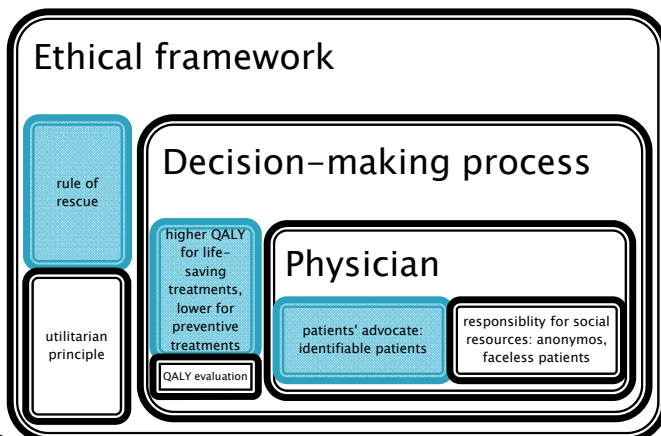 Ethical framework
rule of
rescue
utilitarian
principle
Decision-making process
higher QALY
for life-
saving
treatments,
lower for
preventive
treatments
QALY evaluation
Physician
patients' advocate:
identifiable patients
responsiblity for social
resources: anonymos,
faceless patients